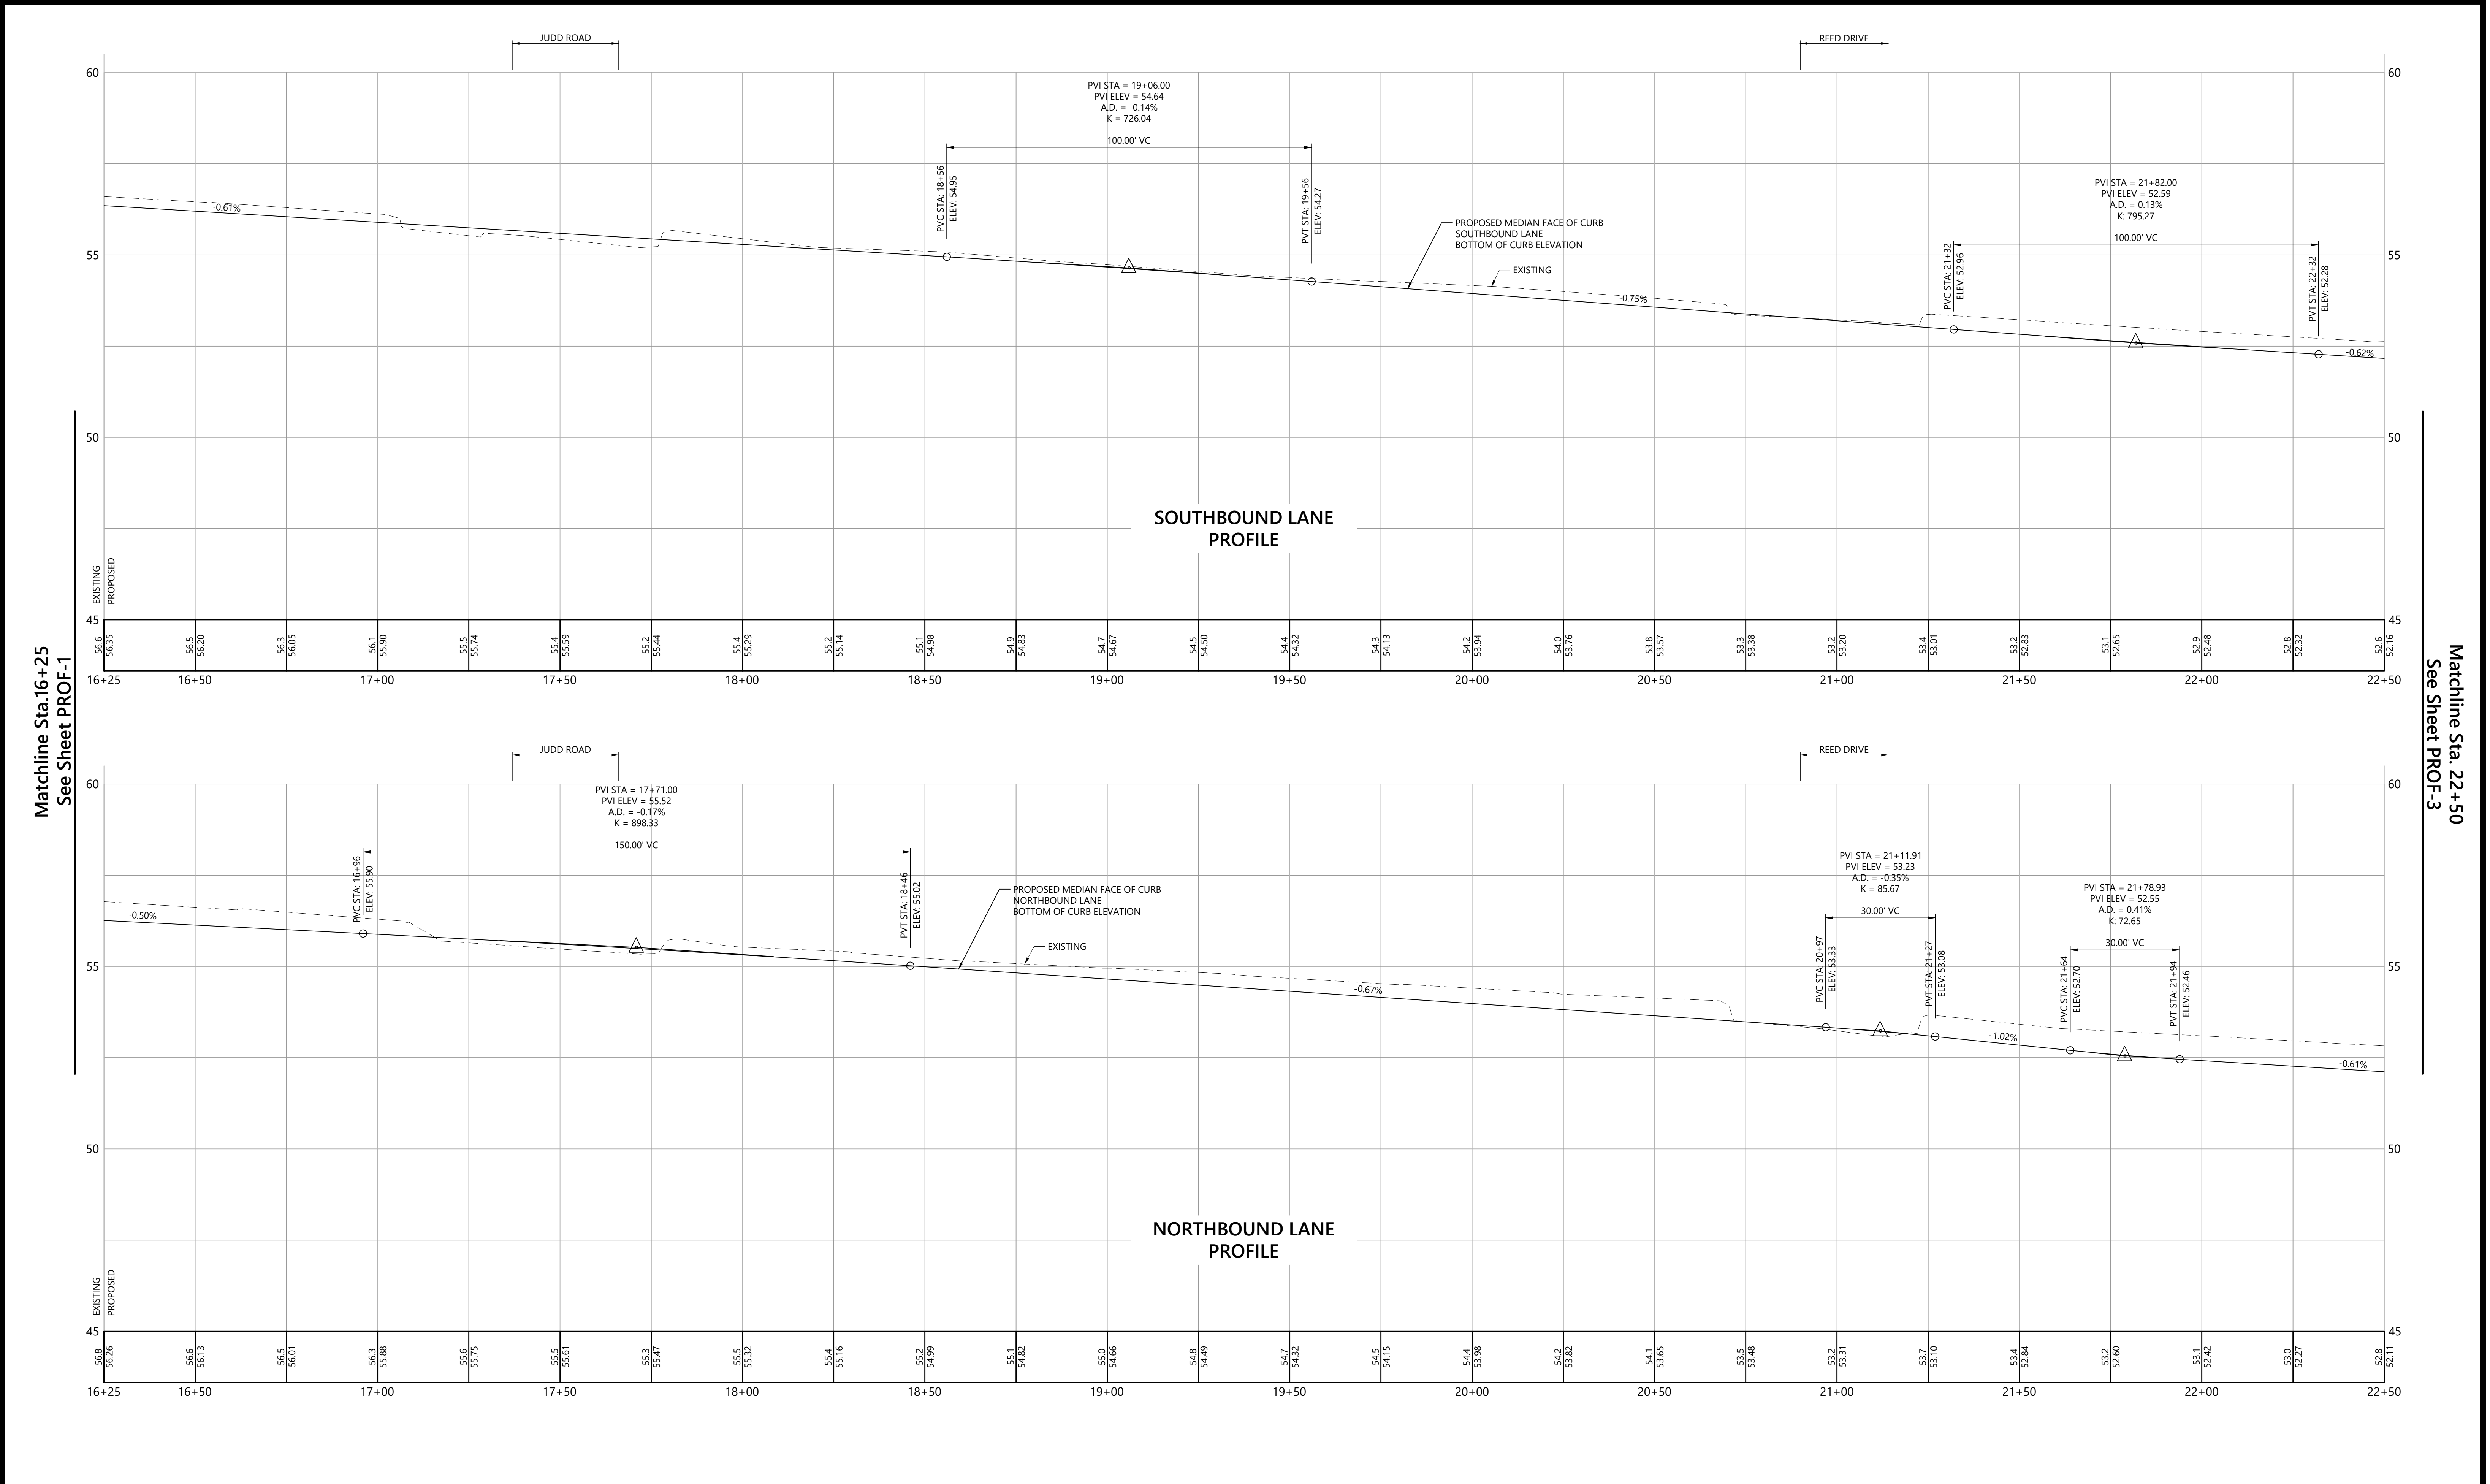 JUDD ROAD
REED DRIVE
60
60
PVI STA = 19+06.00
PVI ELEV = 54.64
A.D. = -0.14%
K = 726.04
100.00' VC
PVC STA: 18+56
ELEV: 54.95
PVT STA: 19+56
ELEV: 54.27
PVI STA = 21+82.00
PVI ELEV = 52.59
A.D. = 0.13%
K: 795.27
100.00' VC
PVC STA: 21+32
ELEV: 52.96
PVT STA: 22+32
ELEV: 52.28
-0.61%
PROPOSED MEDIAN FACE OF CURB
SOUTHBOUND LANE
BOTTOM OF CURB ELEVATION
EXISTING
55
55
-0.75%
-0.62%
50
50
SOUTHBOUND LANE
PROFILE
EXISTING
PROPOSED
45
45
56.6 56.5 56.3 56.1 55.5 55.4 55.2 55.4 55.2 55.1 54.9 54.7 54.5 54.4 54.3 54.2 54.0 53.8 53.3 53.2 53.4 53.2 53.1 52.9 52.8 52.6
56.35 56.20 56.05 55.90 55.74 55.59 55.44 55.29 55.14 54.98 54.83 54.67 54.50 54.32 54.13 53.94 53.76 53.57 53.38 53.20 53.01 52.83 52.65 52.48 52.32 52.16
16+25 16+50 17+00 17+50 18+00 18+50 19+00 19+50 20+00 20+50 21+00 21+50 22+00 22+50
Matchline Sta.16+25
See Sheet PROF-1
Matchline Sta. 22+50
See Sheet PROF-3
JUDD ROAD
REED DRIVE
60
60
PVI STA = 17+71.00
PVI ELEV = 55.52
A.D. = -0.17%
K = 898.33
150.00' VC
PVC STA: 16+96
ELEV: 55.90
PVT STA: 18+46
ELEV: 55.02
PROPOSED MEDIAN FACE OF CURB
NORTHBOUND LANE
BOTTOM OF CURB ELEVATION
EXISTING
PVI STA = 21+11.91
PVI ELEV = 53.23
A.D. = -0.35%
K = 85.67
30.00' VC
PVC STA: 20+97
ELEV: 53.33
PVT STA: 21+27
ELEV: 53.08
PVI STA = 21+78.93
PVI ELEV = 52.55
A.D. = 0.41%
K: 72.65
30.00' VC
PVC STA: 21+64
ELEV: 52.70
PVT STA: 21+94
ELEV: 52.46
-0.50%
55
55
-0.67%
-1.02%
-0.61%
50
50
NORTHBOUND LANE
PROFILE
EXISTING
PROPOSED
45
45
56.8 56.6 56.5 56.3 55.6 55.5 55.3 55.5 55.4 55.2 55.1 55.0 54.8 54.7 54.5 54.4 54.2 54.1 53.5 53.2 53.7 53.4 53.2 53.1 53.0 52.8
56.26 56.13 56.01 55.88 55.75 55.61 55.47 55.32 55.16 54.99 54.82 54.66 54.49 54.32 54.15 53.98 53.82 53.65 53.48 53.31 53.10 52.84 52.60 52.42 52.27 52.11
16+25 16+50 17+00 17+50 18+00 18+50 19+00 19+50 20+00 20+50 21+00 21+50 22+00 22+50